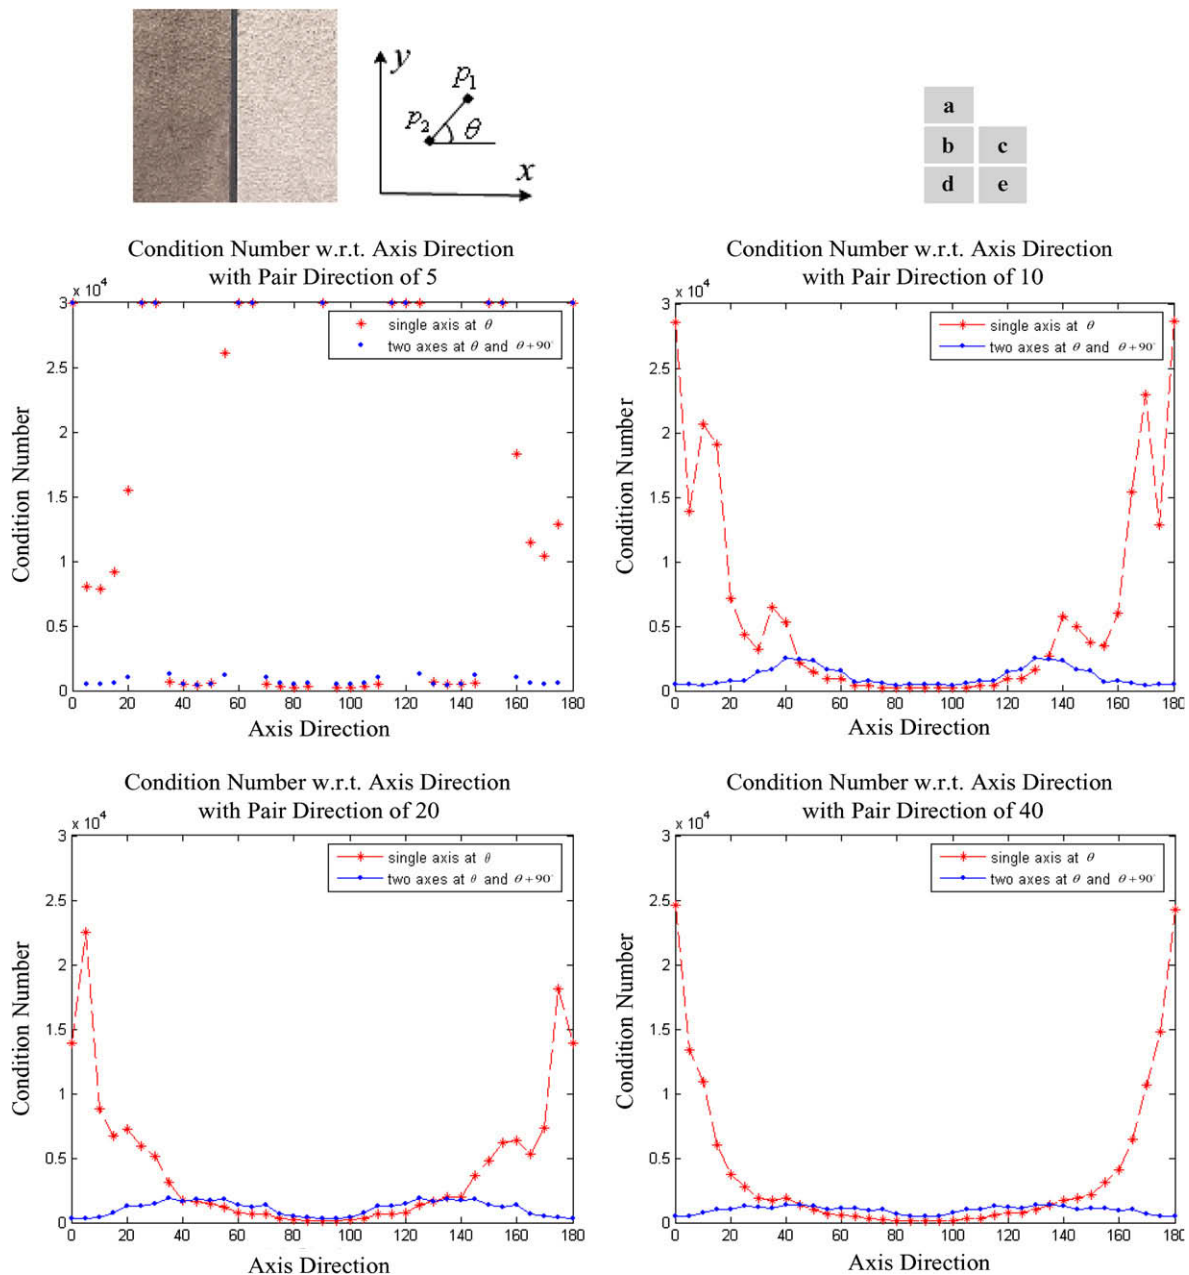 y
p1
p2
θ
x
a
b c
d e
Condition Number w.r.t. Axis Direction
with Pair Direction of 5
x 10^4
single axis at θ
two axes at θ and θ+90°
3
2.5
2
1.5
1
0.5
0
0 20 40 60 80 100 120 140 160 180
Condition Number
Axis Direction
Condition Number w.r.t. Axis Direction
with Pair Direction of 10
x 10^4
single axis at θ
two axes at θ and θ+90°
3
2.5
2
1.5
1
0.5
0
0 20 40 60 80 100 120 140 160 180
Condition Number
Axis Direction
Condition Number w.r.t. Axis Direction
with Pair Direction of 20
x 10^4
single axis at θ
two axes at θ and θ+90°
3
2.5
2
1.5
1
0.5
0
0 20 40 60 80 100 120 140 160 180
Condition Number
Axis Direction
Condition Number w.r.t. Axis Direction
with Pair Direction of 40
x 10^4
single axis at θ
two axes at θ and θ+90°
3
2.5
2
1.5
1
0.5
0
0 20 40 60 80 100 120 140 160 180
Condition Number
Axis Direction